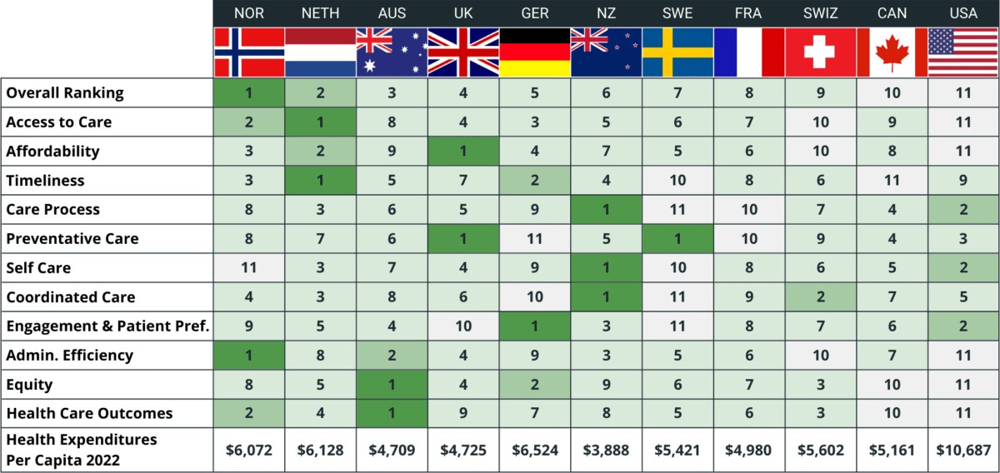 NOR NETH AUS UK GER NZ SWE FRA SWIZ CAN USA
Overall Ranking 1 2 3 4 5 6 7 8 9 10 11
Access to Care 2 1 8 4 3 5 6 7 10 9 11
Affordability 3 2 9 1 4 7 5 6 10 8 11
Timeliness 3 1 5 7 2 4 10 8 6 11 9
Care Process 8 3 6 5 9 1 11 10 7 4 2
Preventative Care 8 7 6 1 11 5 1 10 9 4 3
Self Care 11 3 7 4 9 1 10 8 6 5 2
Coordinated Care 4 3 8 6 10 1 11 9 2 7 5
Engagement & Patient Pref. 9 5 4 10 1 3 11 8 7 6 2
Admin. Efficiency 1 8 2 4 9 3 5 6 10 7 11
Equity 8 5 1 4 2 9 6 7 3 10 11
Health Care Outcomes 2 4 1 9 7 8 5 6 3 10 11
Health Expenditures
Per Capita 2022 $6,072 $6,128 $4,709 $4,725 $6,524 $3,888 $5,421 $4,980 $5,602 $5,161 $10,687